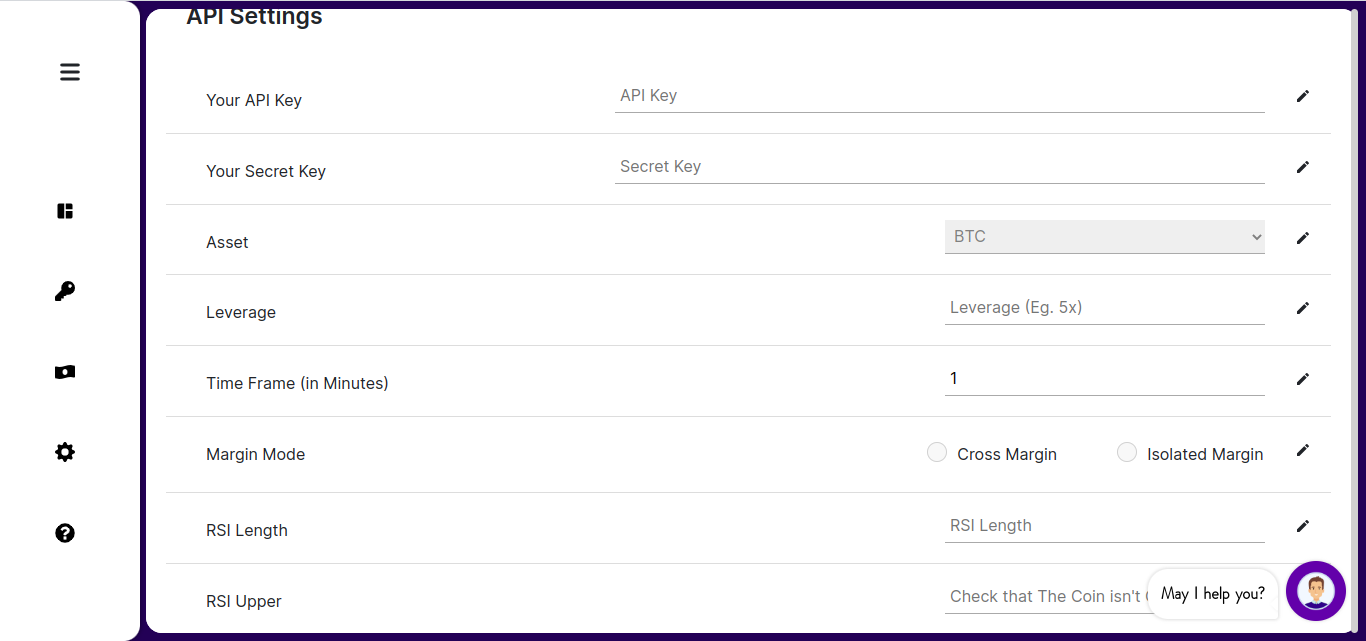 API Settings
Your API Key
API Key
Your Secret Key
Secret Key
Asset
BTC
Leverage
Leverage (Eg. 5x)
Time Frame (in Minutes)
1
Margin Mode
Cross Margin
Isolated Margin
RSI Length
RSI Length
RSI Upper
Check that The Coin isn't
May I help you?